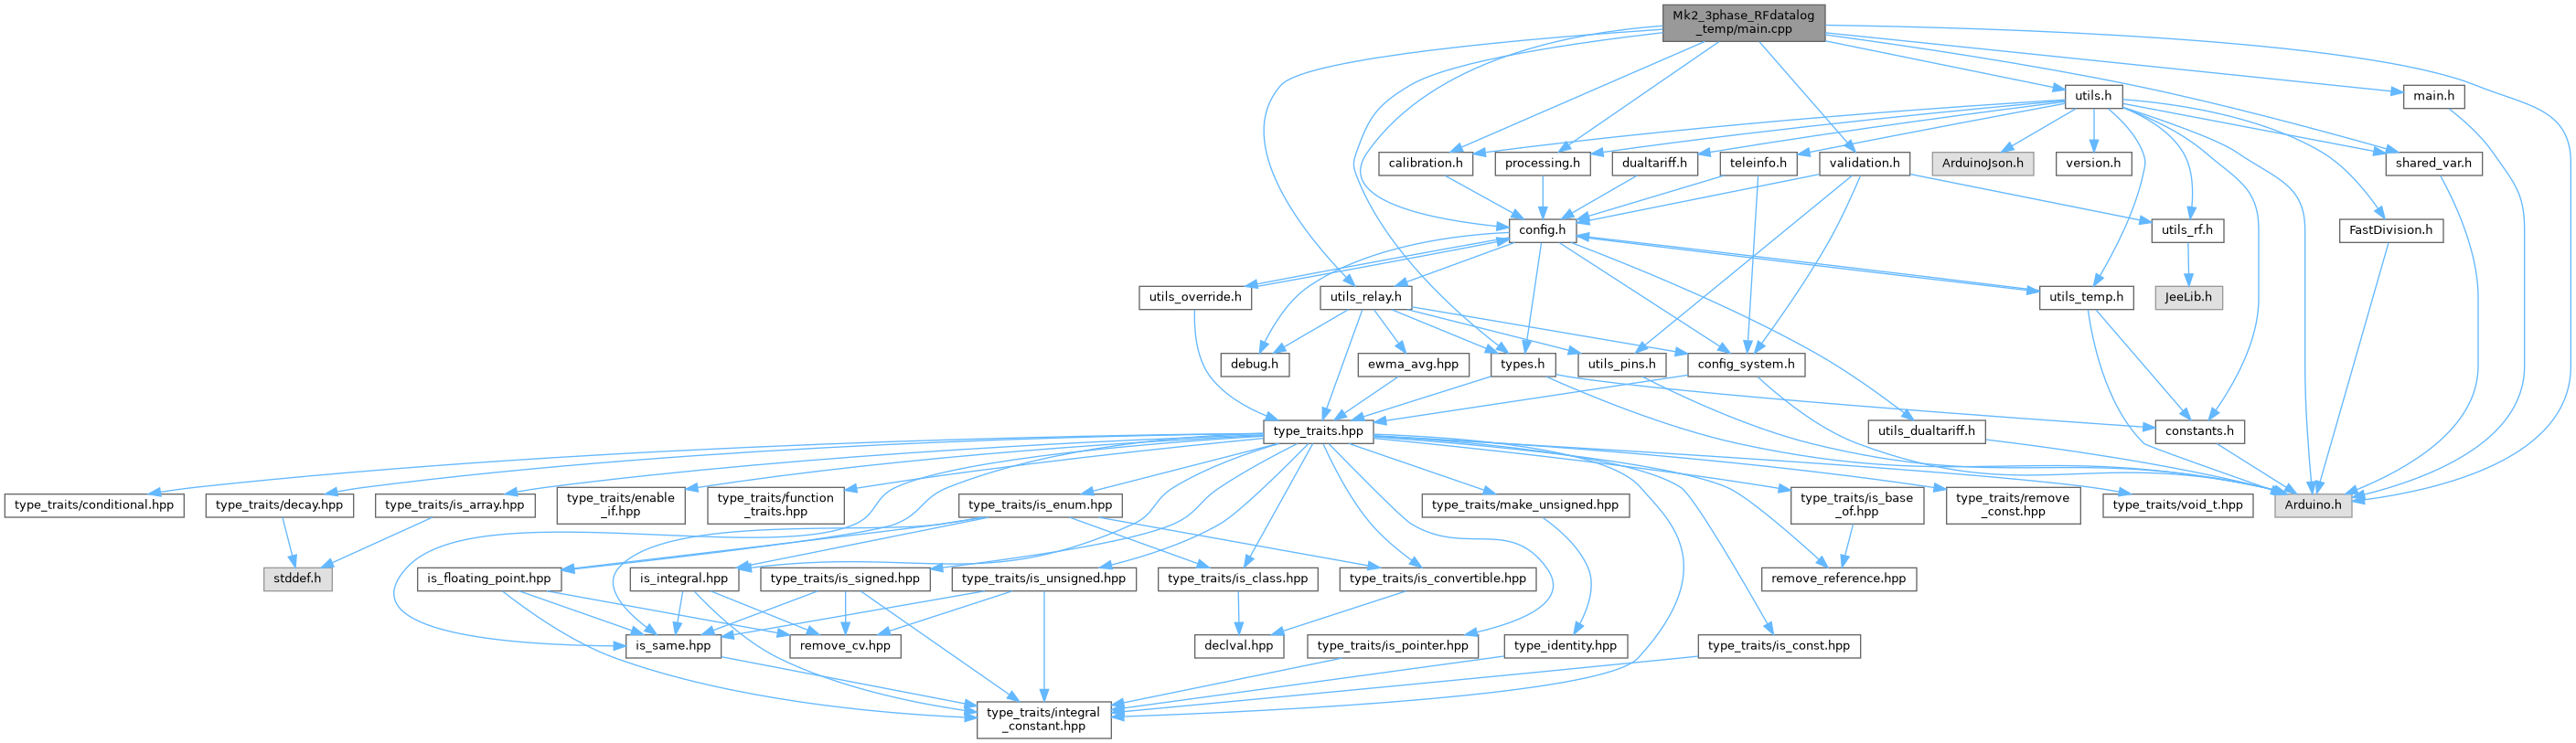 Mk2_3phase_RFdatalog
_temp/main.cpp
utils.h
main.h
calibration.h
processing.h
dualtariff.h
teleinfo.h
validation.h
ArduinoJson.h
version.h
shared_var.h
config.h
utils_rf.h
FastDivision.h
utils_override.h
utils_relay.h
utils_temp.h
JeeLib.h
debug.h
ewma_avg.hpp
types.h
utils_pins.h
config_system.h
type_traits.hpp
utils_dualtariff.h
constants.h
type_traits/conditional.hpp
type_traits/decay.hpp
type_traits/is_array.hpp
type_traits/enable
_if.hpp
type_traits/function
_traits.hpp
type_traits/is_enum.hpp
type_traits/make_unsigned.hpp
type_traits/is_base
_of.hpp
type_traits/remove
_const.hpp
type_traits/void_t.hpp
Arduino.h
stddef.h
is_floating_point.hpp
is_integral.hpp
type_traits/is_signed.hpp
type_traits/is_unsigned.hpp
type_traits/is_class.hpp
type_traits/is_convertible.hpp
remove_reference.hpp
is_same.hpp
remove_cv.hpp
declval.hpp
type_traits/is_pointer.hpp
type_identity.hpp
type_traits/is_const.hpp
type_traits/integral
_constant.hpp